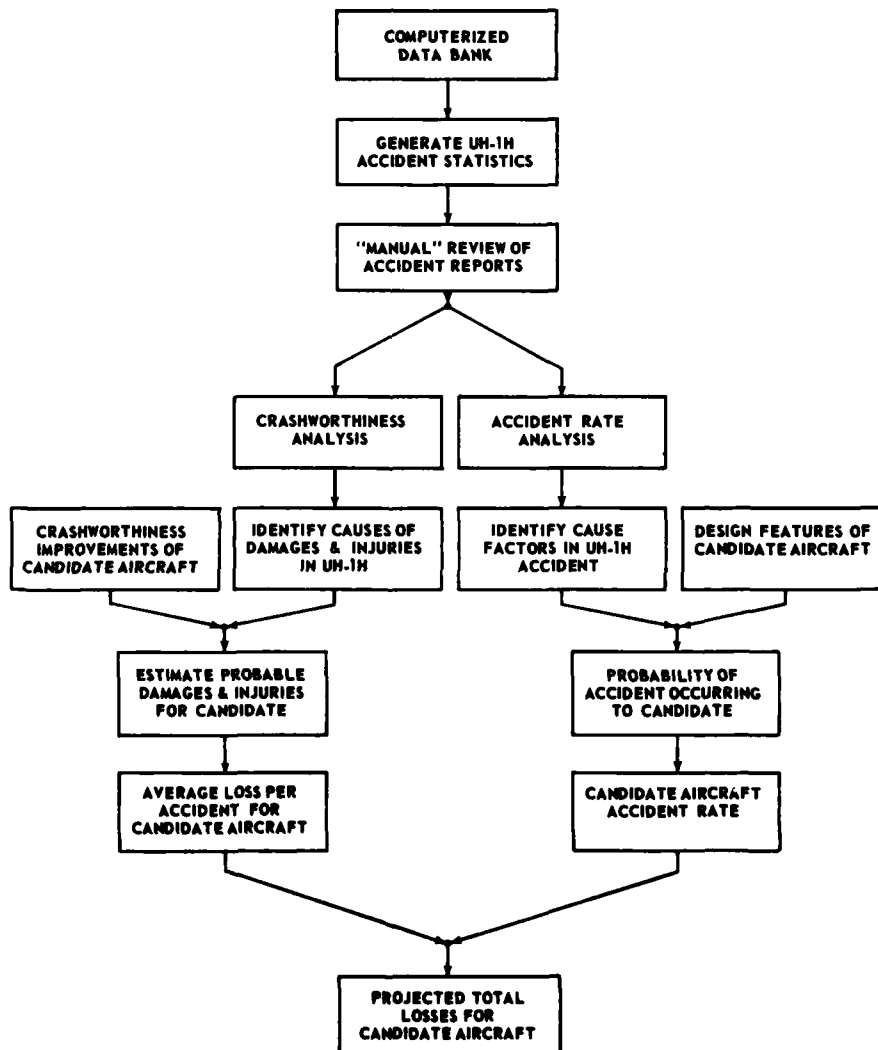 COMPUTERIZED
DATA BANK
GENERATE UH-1H
ACCIDENT STATISTICS
"MANUAL" REVIEW OF
ACCIDENT REPORTS
CRASHWORTHINESS
ANALYSIS
ACCIDENT RATE
ANALYSIS
CRASHWORTHINESS
IMPROVEMENTS OF
CANDIDATE AIRCRAFT
IDENTIFY CAUSES OF
DAMAGES & INJURIES
IN UH-1H
IDENTIFY CAUSE
FACTORS IN UH-1H
ACCIDENT
DESIGN FEATURES OF
CANDIDATE AIRCRAFT
ESTIMATE PROBABLE
DAMAGES & INJURIES
FOR CANDIDATE
PROBABILITY OF
ACCIDENT OCCURRING
TO CANDIDATE
AVERAGE LOSS PER
ACCIDENT FOR
CANDIDATE AIRCRAFT
CANDIDATE AIRCRAFT
ACCIDENT RATE
PROJECTED TOTAL
LOSSES FOR
CANDIDATE AIRCRAFT